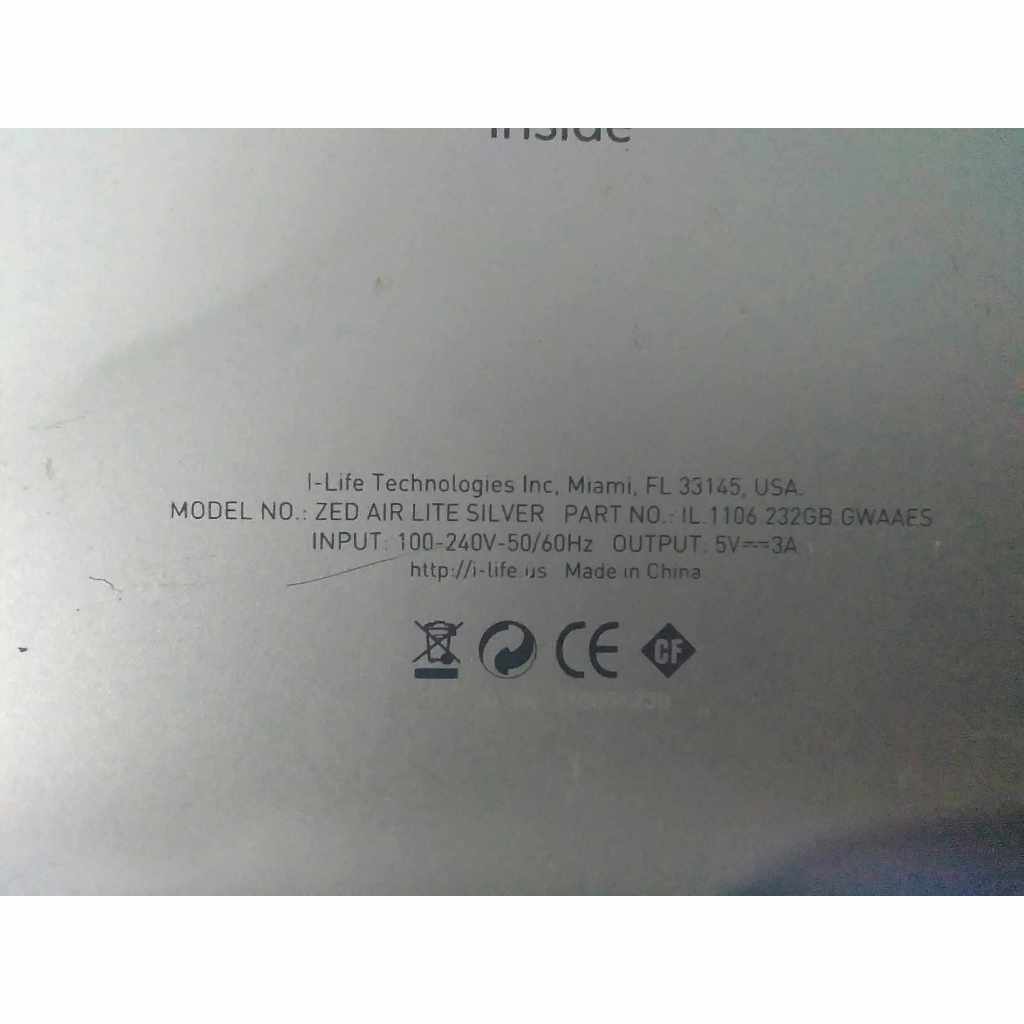 inside
I-Life Technologies Inc, Miami, FL 33145, USA.
MODEL NO.: ZED AIR LITE SILVER PART NO.: IL.1106.232GB.GWAAES
INPUT: 100-240V-50/60Hz OUTPUT: 5V⎓3A
http://i-life.us Made in China
CE CF